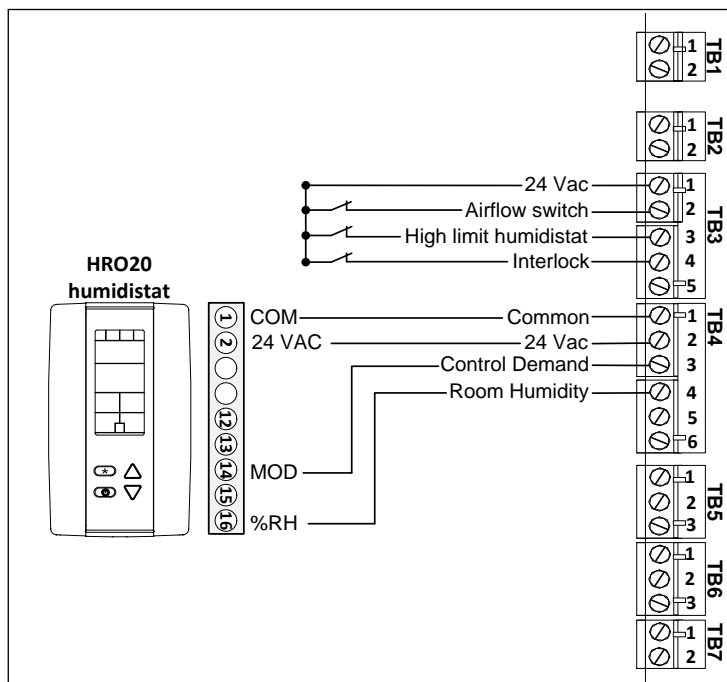 1
2
TB1
1
2
TB2
24 Vac
1
Airflow switch
2
High limit humidistat
3
Interlock
4
5
TB3
HRO20
humidistat
1
COM
Common
1
2
24 VAC
24 Vac
2
Control Demand
3
Room Humidity
4
12
5
13
6
TB4
14
MOD
15
16
%RH
1
2
3
TB5
1
2
3
TB6
1
2
TB7